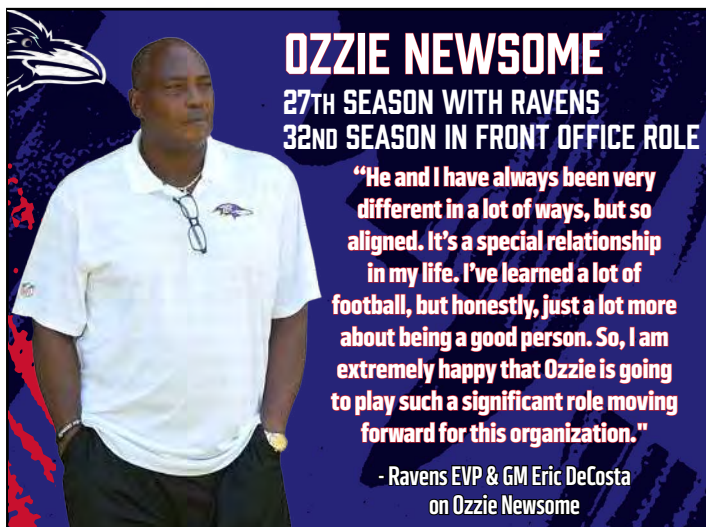 OZZIE NEWSOME
27TH SEASON WITH RAVENS
32ND SEASON IN FRONT OFFICE ROLE
“He and I have always been very
different in a lot of ways, but so
aligned. It’s a special relationship
in my life. I’ve learned a lot of
football, but honestly, just a lot more
about being a good person. So, I am
extremely happy that Ozzie is going
to play such a significant role moving
forward for this organization."
- Ravens EVP & GM Eric DeCosta
on Ozzie Newsome